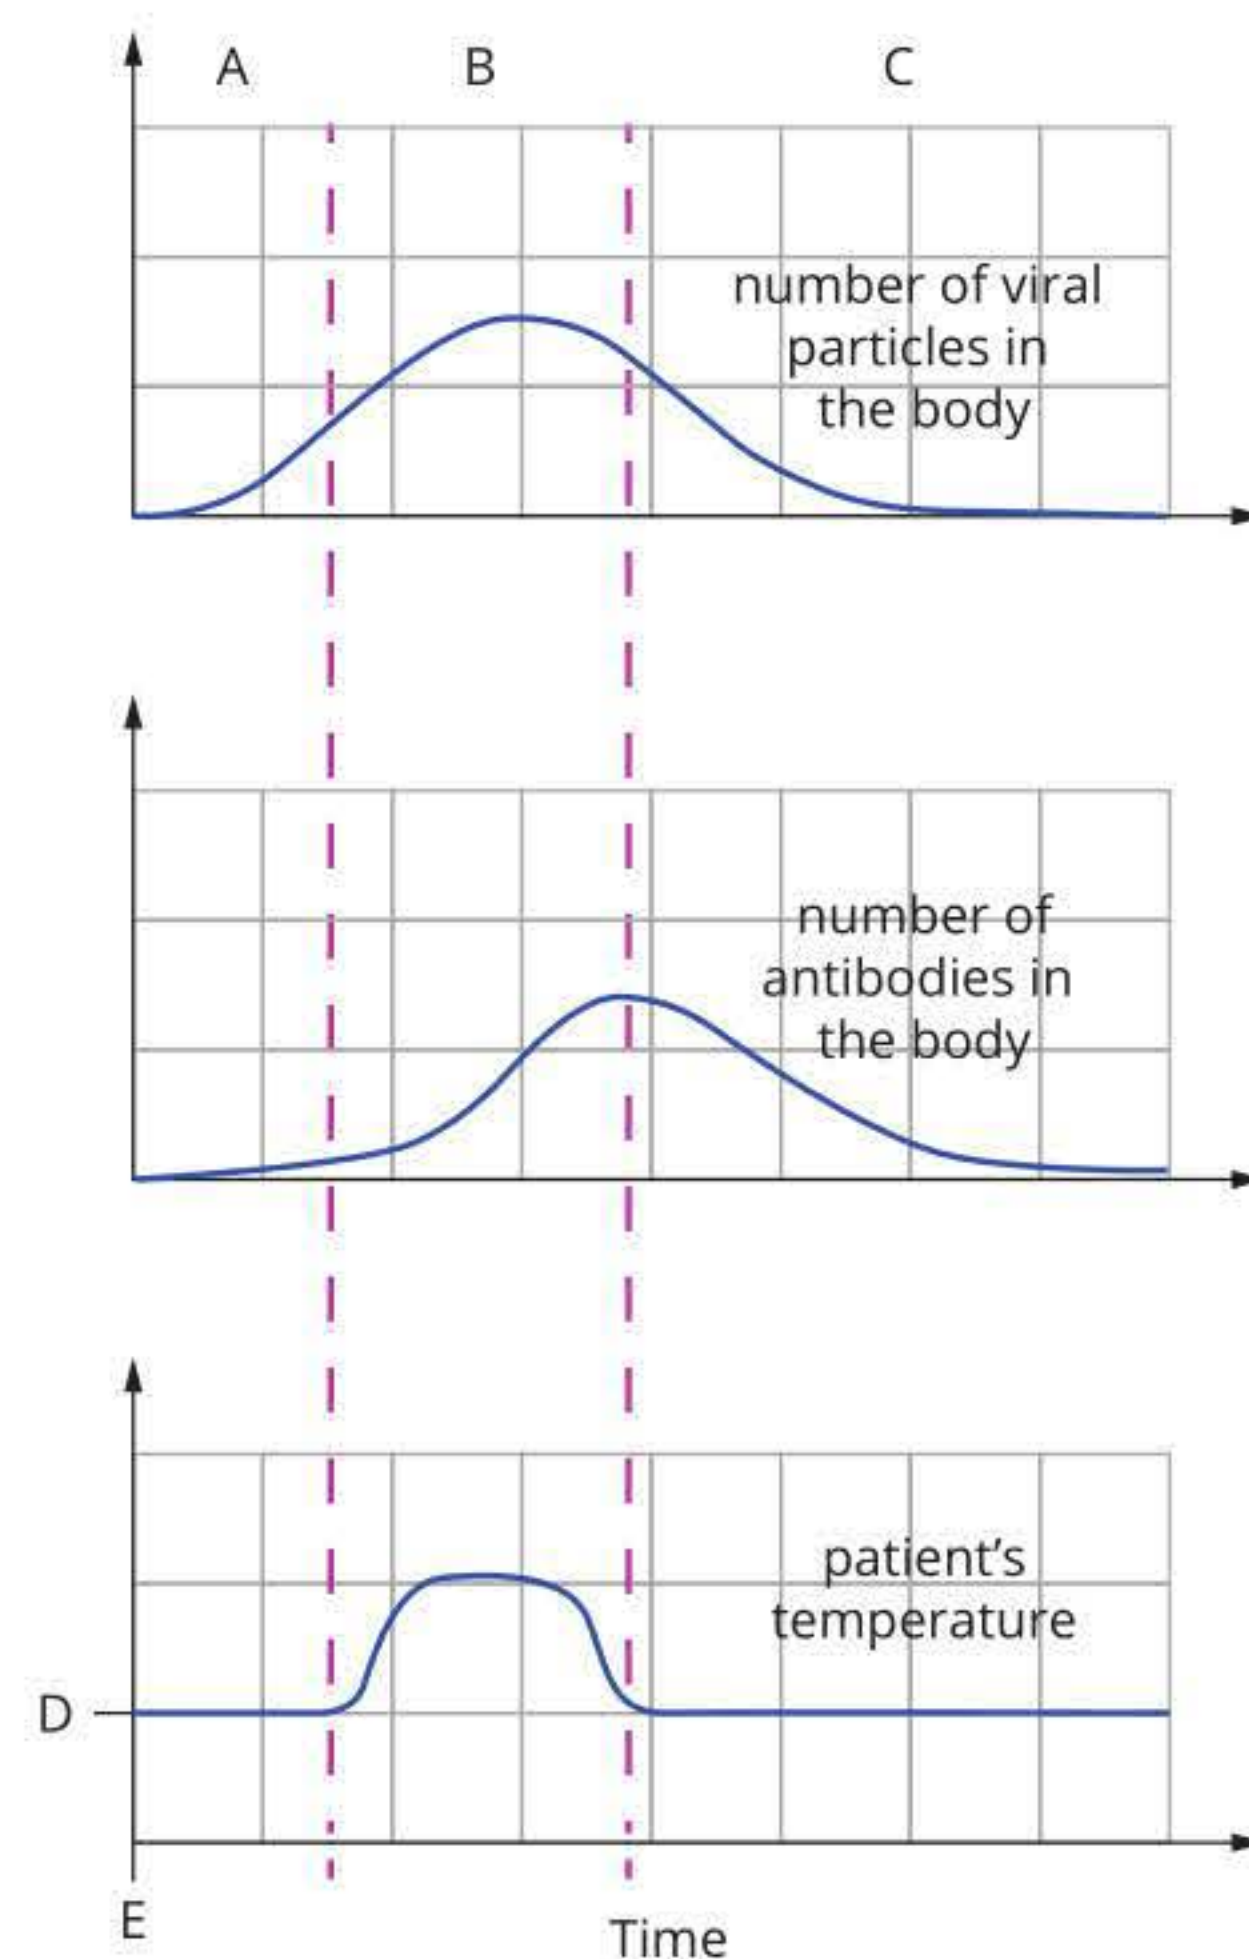 A
B
C
number of viral
particles in
the body
number of
antibodies in
the body
patient's
temperature
D
E
Time